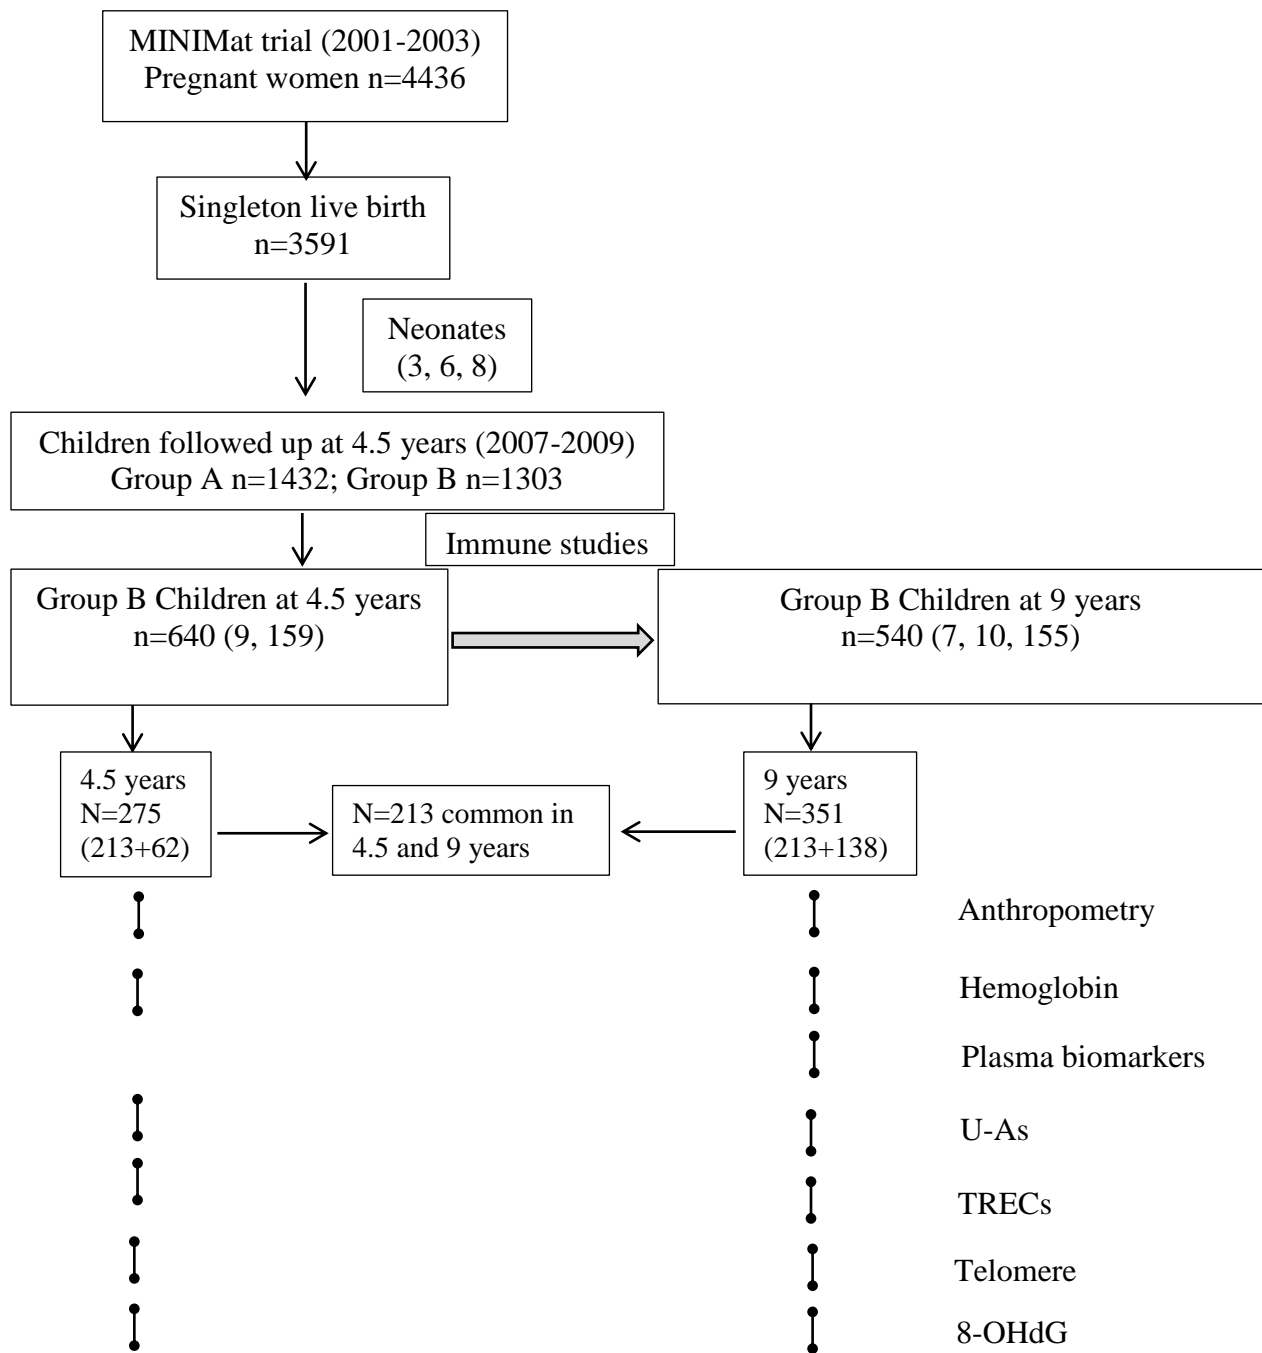 MINIMat trial (2001-2003)
Pregnant women n=4436
Singleton live birth
n=3591
Neonates
(3, 6, 8)
Children followed up at 4.5 years (2007-2009)
Group A n=1432; Group B n=1303
Immune studies
Group B Children at 4.5 years
n=640 (9, 159)
Group B Children at 9 years
n=540 (7, 10, 155)
4.5 years
N=275
(213+62)
N=213 common in
4.5 and 9 years
9 years
N=351
(213+138)
Anthropometry
Hemoglobin
Plasma biomarkers
U-As
TRECs
Telomere
8-OHdG